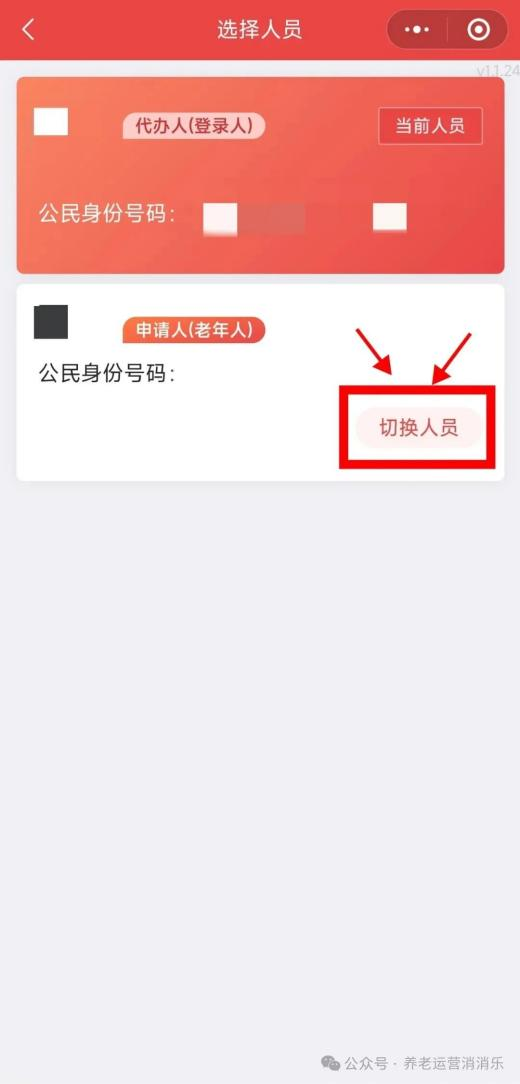 选择人员
v1.1.24
代办人(登录人)
当前人员
公民身份号码：
申请人(老年人)
公民身份号码：
切换人员
公众号 · 养老运营消消乐